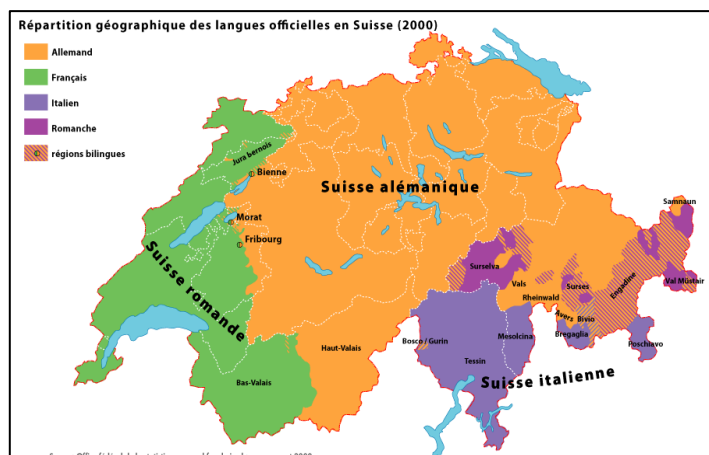 Répartition géographique des langues officielles en Suisse (2000)
Allemand
Français
Italien
Romanche
régions bilingues
Jura bernois
Bienne
Suisse alémanique
Morat
Fribourg
Suisse romande
Samnaun
Surselva
Engadine
Val Müstair
Vals
Surses
Rheinwald
Avers
Bivio
Haut-Valais
Bosco / Gurin
Mesolcina
Bregaglia
Poschiavo
Tessin
Suisse italienne
Bas-Valais